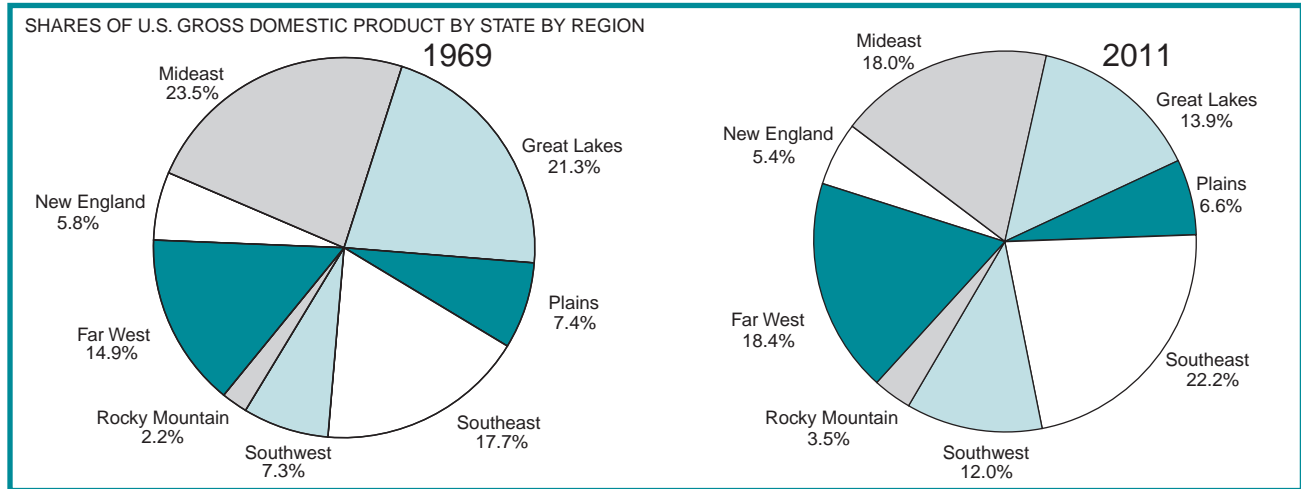 SHARES OF U.S. GROSS DOMESTIC PRODUCT BY STATE BY REGION
1969
Mideast
23.5%
Great Lakes
21.3%
New England
5.8%
Plains
7.4%
Far West
14.9%
Rocky Mountain
2.2%
Southwest
7.3%
Southeast
17.7%
2011
Mideast
18.0%
Great Lakes
13.9%
New England
5.4%
Plains
6.6%
Far West
18.4%
Southeast
22.2%
Rocky Mountain
3.5%
Southwest
12.0%